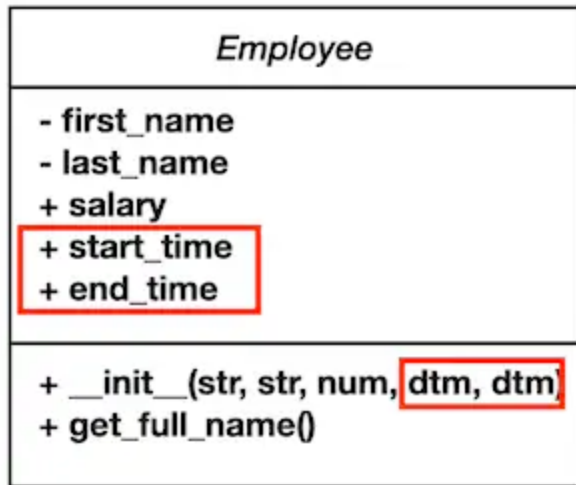 Employee
- first_name
- last_name
+ salary
+ start_time
+ end_time
+ __init__(str, str, num, dtm, dtm)
+ get_full_name()